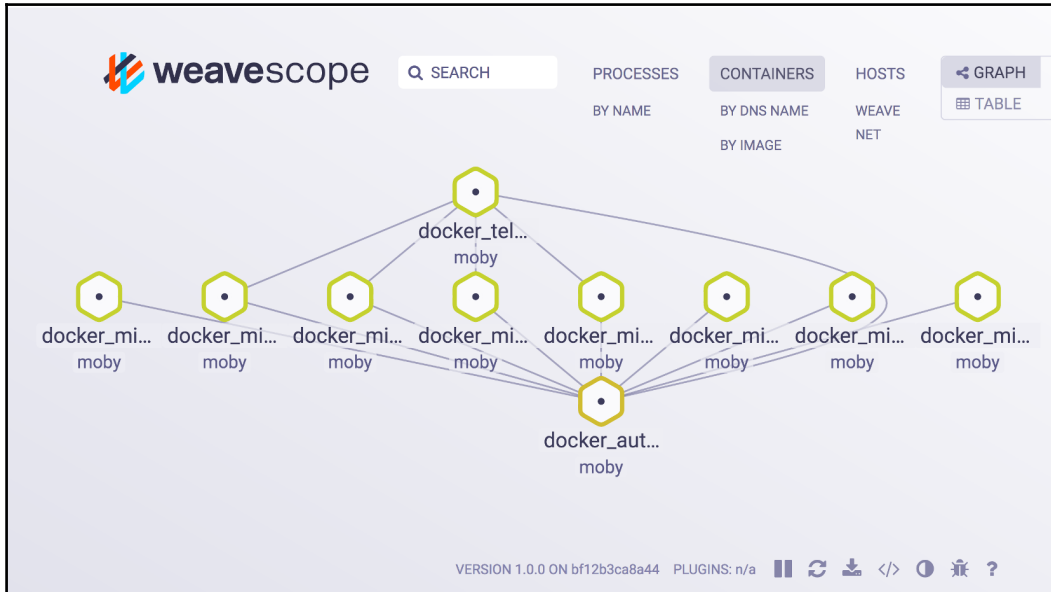 weavescope
SEARCH
PROCESSES
CONTAINERS
HOSTS
GRAPH
TABLE
BY NAME
BY DNS NAME
WEAVE
NET
BY IMAGE
docker_tel...
moby
docker_mi... docker_mi... docker_mi... docker_mi... docker_mi... docker_mi... docker_mi... docker_mi...
moby moby moby moby moby moby moby moby
docker_aut...
moby
VERSION 1.0.0 ON bf12b3ca8a44 PLUGINS: n/a </> ?